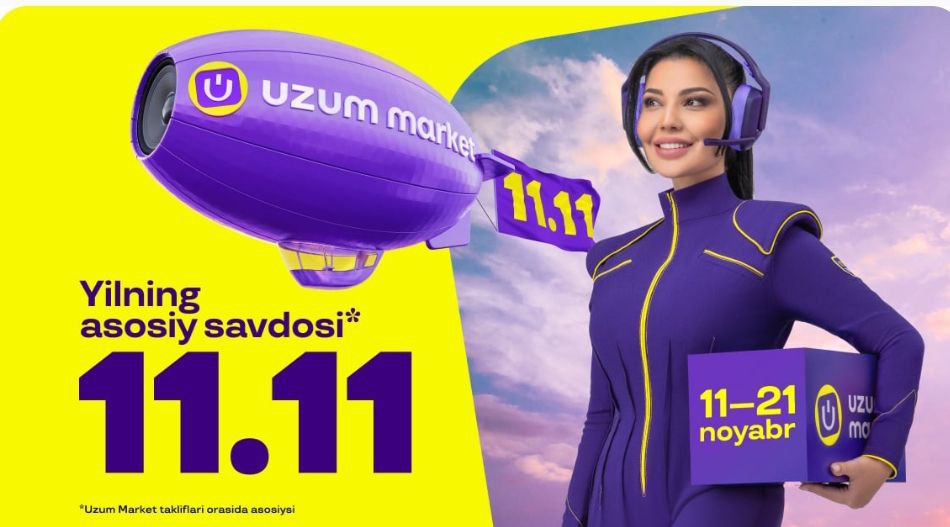 uzum market
11.11
Yilning
asosiy savdosi*
11.11
11–21
noyabr
*Uzum Market takliflari orasida asosiysi